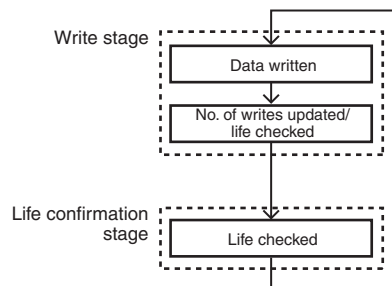 Write stage
Data written
No. of writes updated/
life checked
Life confirmation
stage
Life checked